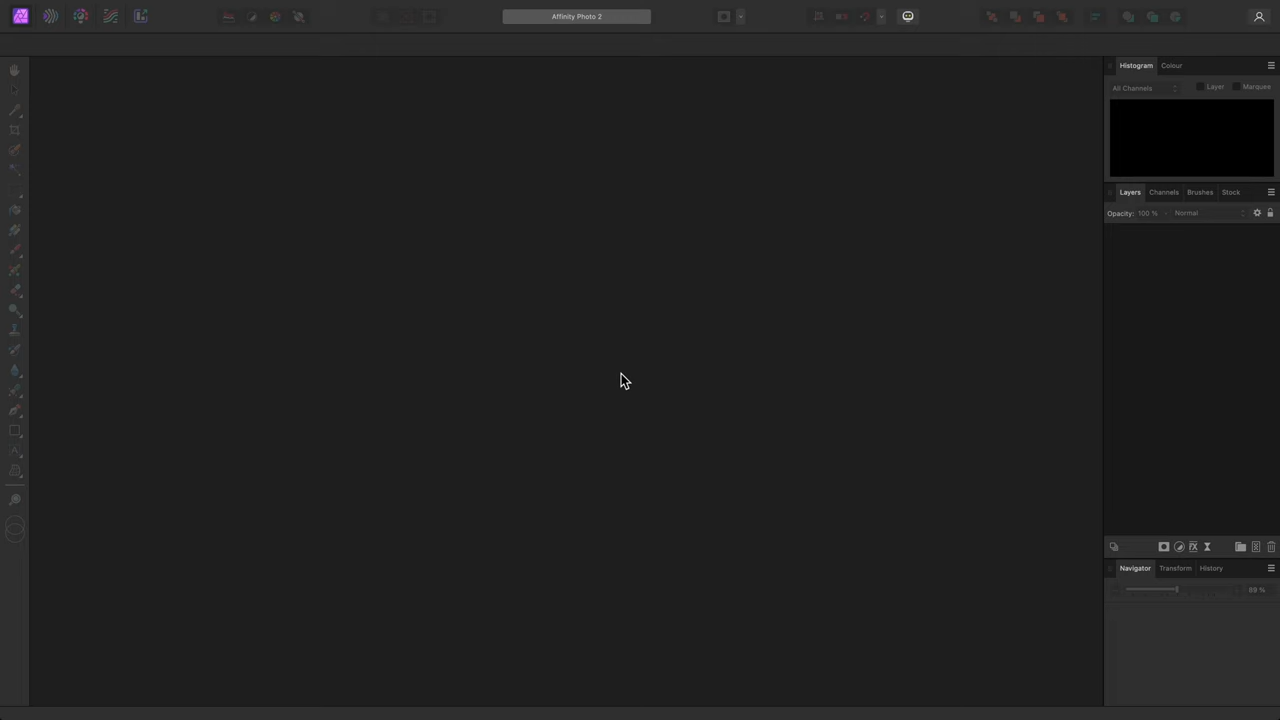 Affinity Photo 2
Histogram Colour
All Channels Layer Marquee
Layers Channels Brushes Stock
Opacity: 100 % Normal
Navigator Transform History
89 %